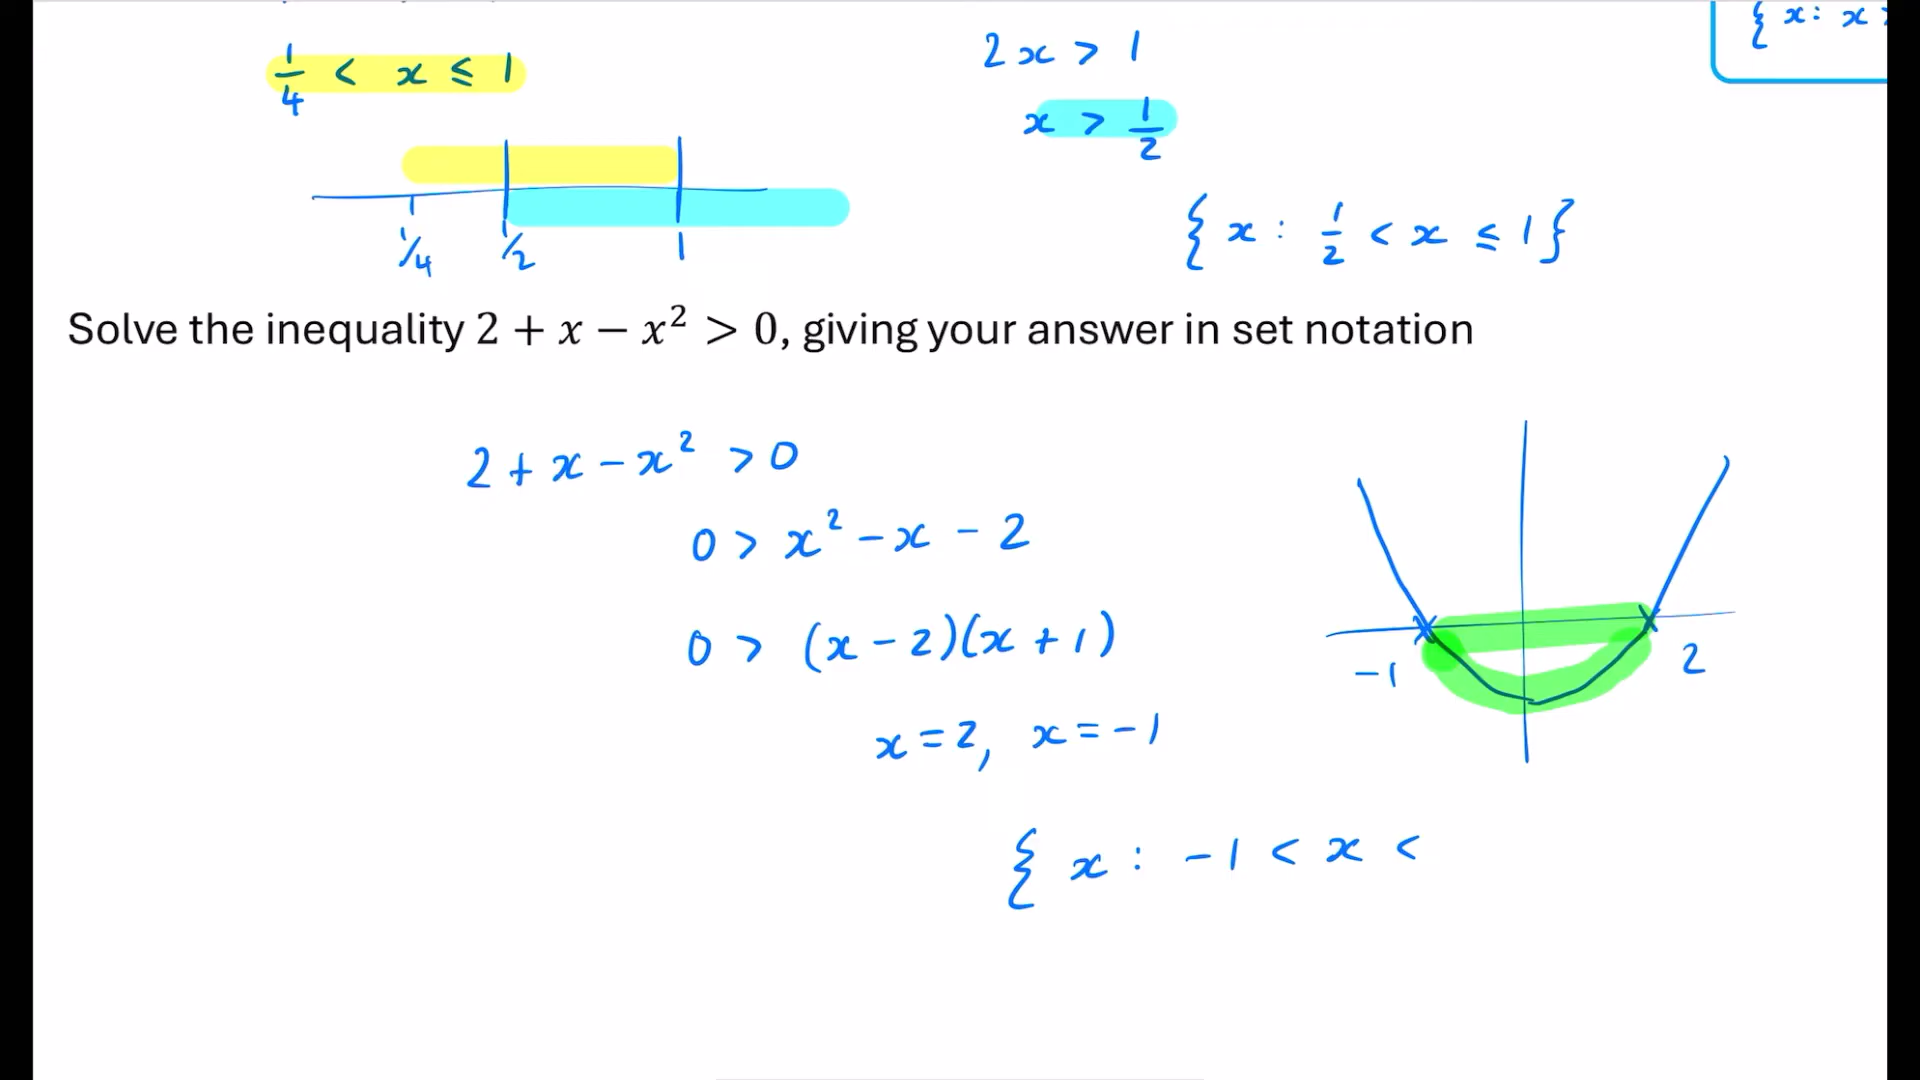 1/4 < x ≤ 1
2x > 1
{ x: x >
x > 1/2
1/4 1/2 1
{ x : 1/2 < x ≤ 1 }
Solve the inequality 2 + x − x² > 0, giving your answer in set notation
2 + x − x² > 0
0 > x² − x − 2
0 > (x − 2)(x + 1)
−1 2
x = 2, x = −1
{ x : −1 < x <